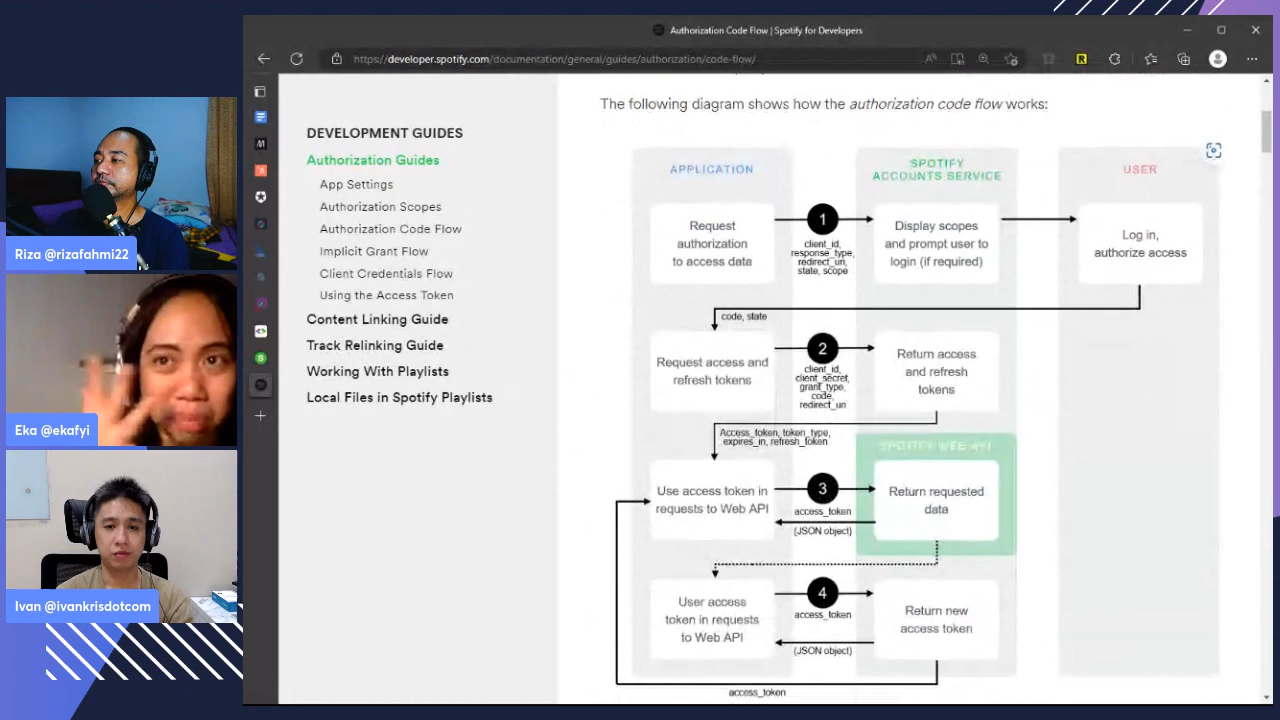 Authorization Code Flow | Spotify for Developers
https://developer.spotify.com/documentation/general/guides/authorization/code-flow/
Riza @rizafahmi22
Eka @ekafyi
Ivan @ivankrisdotcom
DEVELOPMENT GUIDES
Authorization Guides
App Settings
Authorization Scopes
Authorization Code Flow
Implicit Grant Flow
Client Credentials Flow
Using the Access Token
Content Linking Guide
Track Relinking Guide
Working With Playlists
Local Files in Spotify Playlists
The following diagram shows how the authorization code flow works:
APPLICATION
SPOTIFY
ACCOUNTS SERVICE
USER
Request
authorization
to access data
1
client_id,
response_type,
redirect_uri,
state, scope
Display scopes
and prompt user to
login (if required)
Log in,
authorize access
code, state
Request access and
refresh tokens
2
client_id,
client_secret,
grant_type,
code,
redirect_uri
Return access
and refresh
tokens
Access_token, token_type,
expires_in, refresh_token
SPOTIFY WEB API
Use access token in
requests to Web API
3
access_token
(JSON object)
Return requested
data
User access
token in requests
to Web API
4
access_token
(JSON object)
Return new
access token
access_token